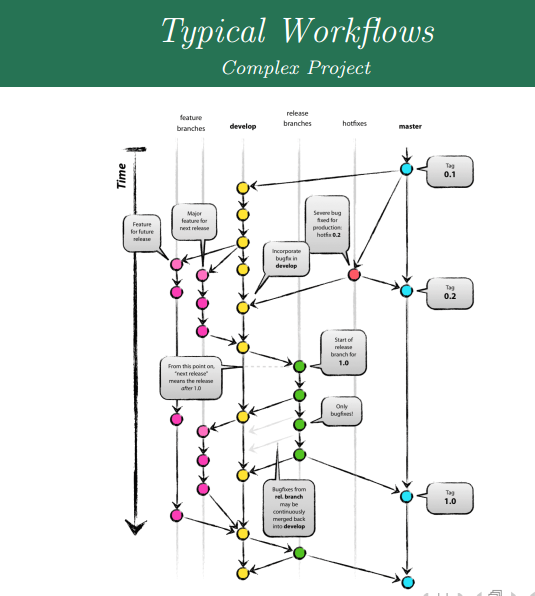 Typical Workflows
Complex Project
feature
branches
develop
release
branches
hotfixes
master
Time
Tag
0.1
Feature
for future
release
Major
feature for
next release
Severe bug
fixed for
production:
hotfix 0.2
Incorporate
bugfix in
develop
Tag
0.2
Start of
release
branch for
1.0
From this point on,
"next release"
means the release
after 1.0
Only
bugfixes!
Bugfixes from
rel. branch
may be
continuously
merged back
into develop
Tag
1.0